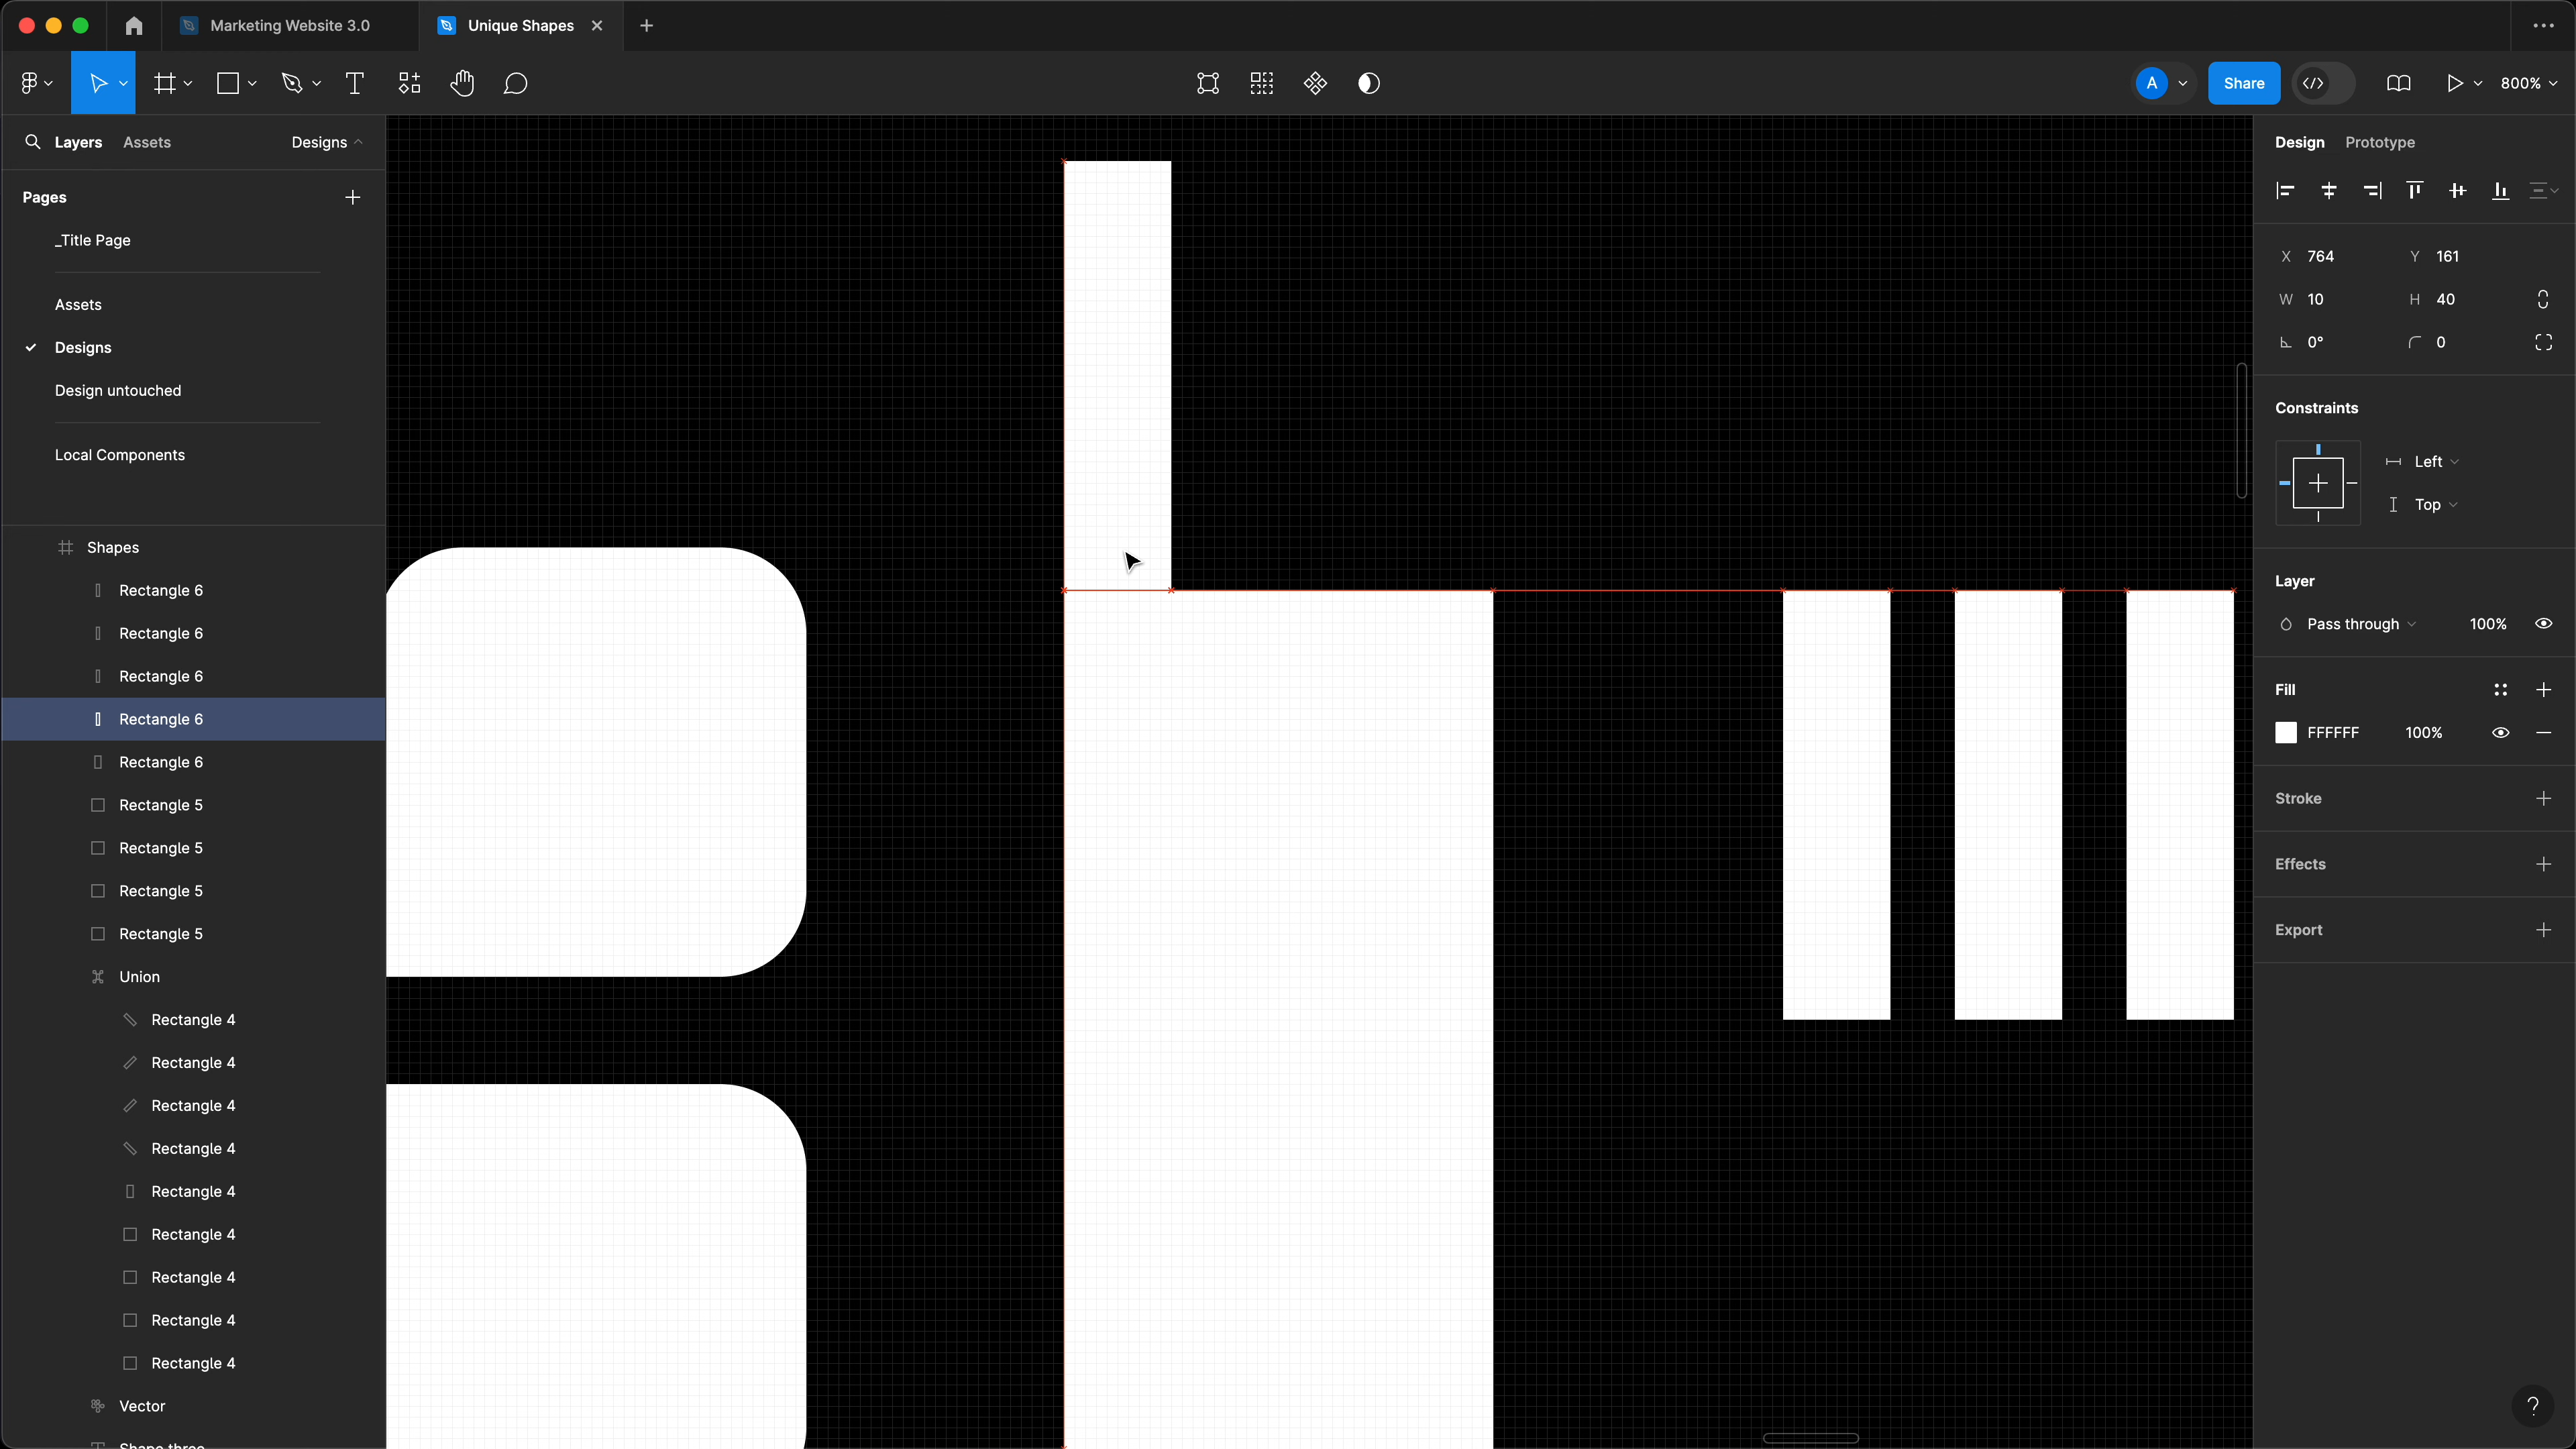 Marketing Website 3.0
Unique Shapes
A
Share
800%
Layers
Assets
Designs
Design
Prototype
Pages
_Title Page
Assets
Designs
Design untouched
Local Components
Shapes
Rectangle 6
Rectangle 6
Rectangle 6
Rectangle 6
Rectangle 6
Rectangle 5
Rectangle 5
Rectangle 5
Rectangle 5
Union
Rectangle 4
Rectangle 4
Rectangle 4
Rectangle 4
Rectangle 4
Rectangle 4
Rectangle 4
Rectangle 4
Rectangle 4
Vector
Shape three
X 764 Y 161
W 10 H 40
0° 0
Constraints
Left
Top
Layer
Pass through 100%
Fill
FFFFFF 100%
Stroke
Effects
Export
?